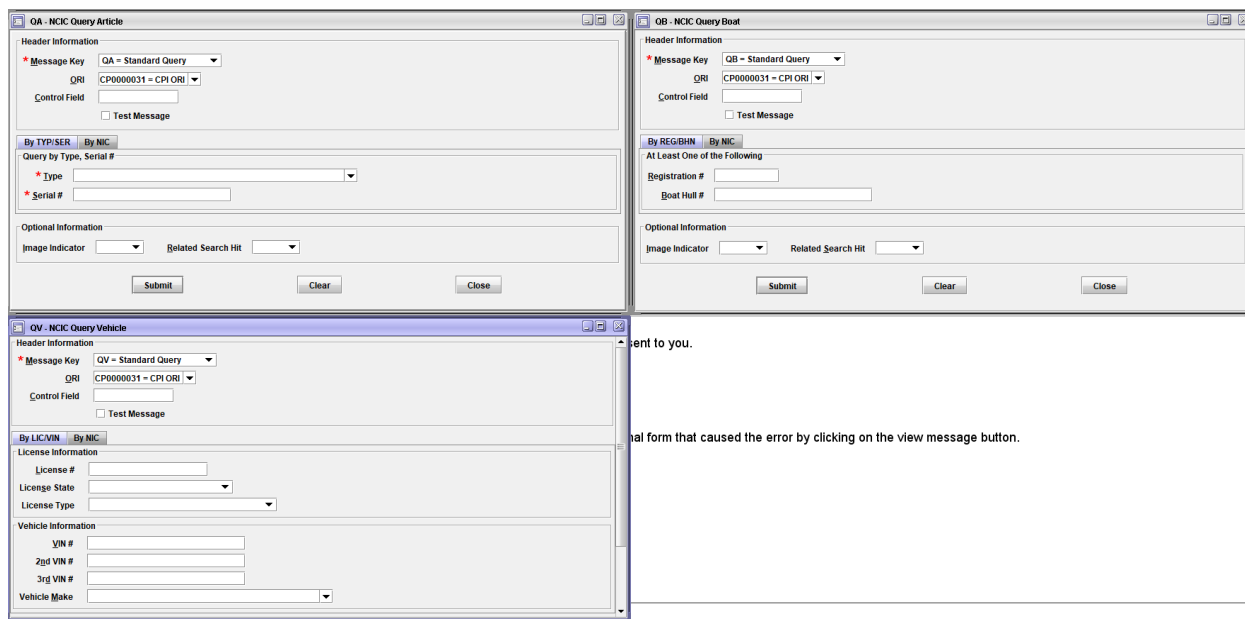 QA - NCIC Query Article
Header Information
* Message Key QA = Standard Query
ORI CP0000031 = CPI ORI
Control Field
Test Message
By TYP/SER By NIC
Query by Type, Serial #
* Type
* Serial #
Optional Information
Image Indicator Related Search Hit
Submit Clear Close
QB - NCIC Query Boat
Header Information
* Message Key QB = Standard Query
ORI CP0000031 = CPI ORI
Control Field
Test Message
By REG/BHN By NIC
At Least One of the Following
Registration #
Boat Hull #
Optional Information
Image Indicator Related Search Hit
Submit Clear Close
QV - NCIC Query Vehicle
Header Information
* Message Key QV = Standard Query
ORI CP0000031 = CPI ORI
Control Field
Test Message
By LIC/VIN By NIC
License Information
License #
License State
License Type
Vehicle Information
VIN #
2nd VIN #
3rd VIN #
Vehicle Make
sent to you.
form that caused the error by clicking on the view message button.